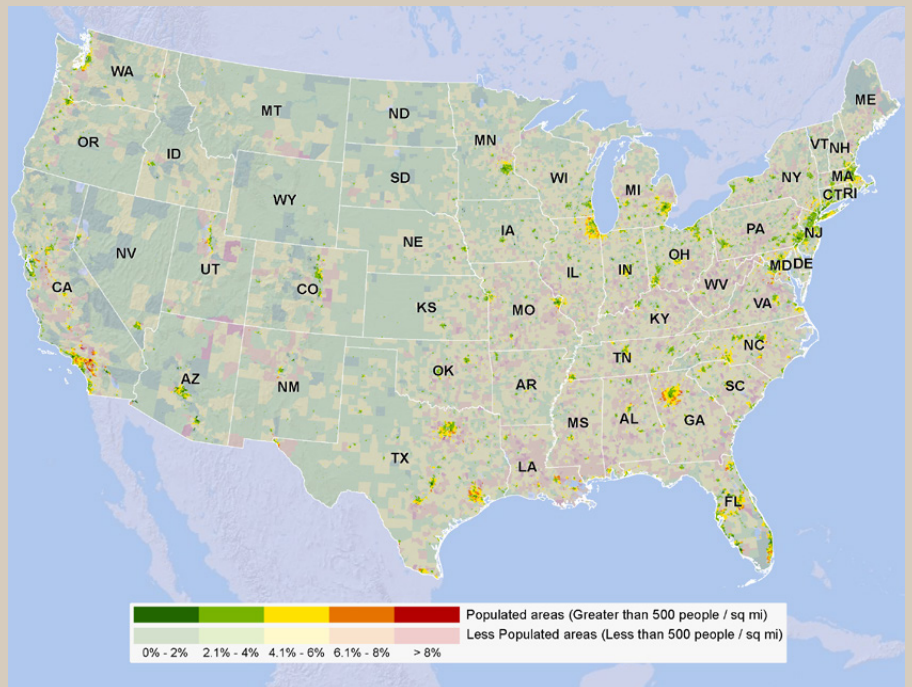 WA
MT
ND
MN
ME
OR
ID
WY
SD
WI
MI
VT NH
NY
MA
CT RI
NV
UT
CO
NE
IA
IL
IN
OH
PA
NJ
MD DE
CA
KS
MO
KY
WV
VA
AZ
NM
OK
AR
TN
NC
SC
TX
LA
MS
AL
GA
FL
Populated areas (Greater than 500 people / sq mi)
Less Populated areas (Less than 500 people / sq mi)
0% - 2% 2.1% - 4% 4.1% - 6% 6.1% - 8% > 8%